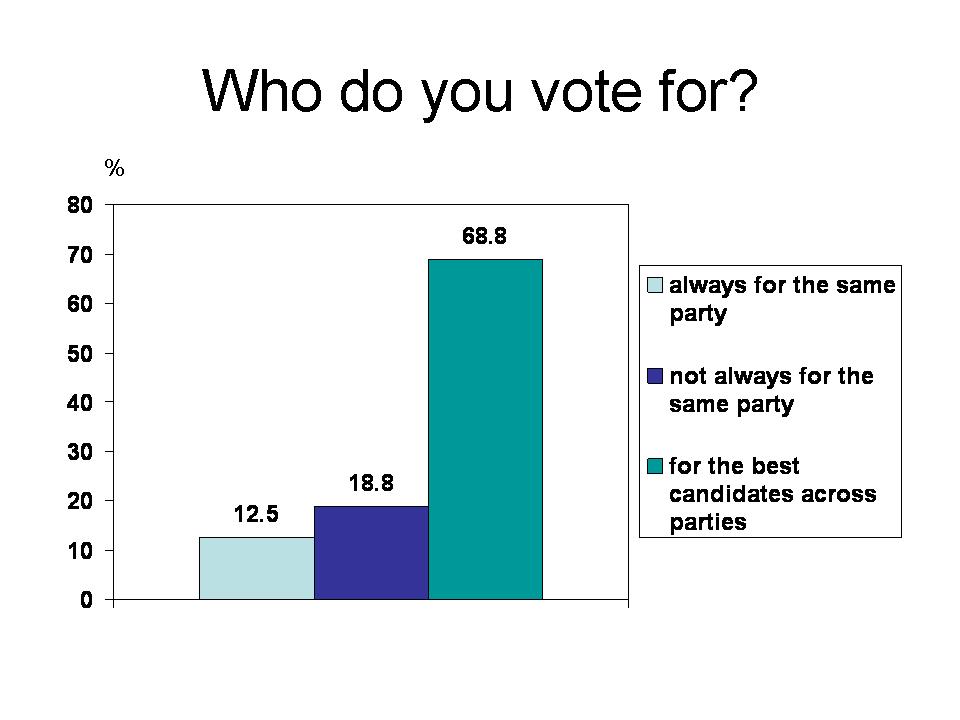 Who do you vote for?
%
80
70
60
50
40
30
20
10
0
12.5
18.8
68.8
always for the same
party
not always for the
same party
for the best
candidates across
parties